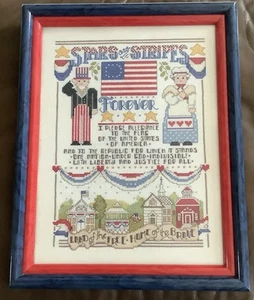 STARS and STRIPES
Forever
I PLEDGE ALLEGIANCE
TO THE FLAG
OF THE UNITED STATES
OF AMERICA
AND TO THE REPUBLIC FOR WHICH IT STANDS
ONE NATION UNDER GOD INDIVISIBLE
WITH LIBERTY AND JUSTICE FOR ALL
LAND of the FREE HOME of the BRAVE